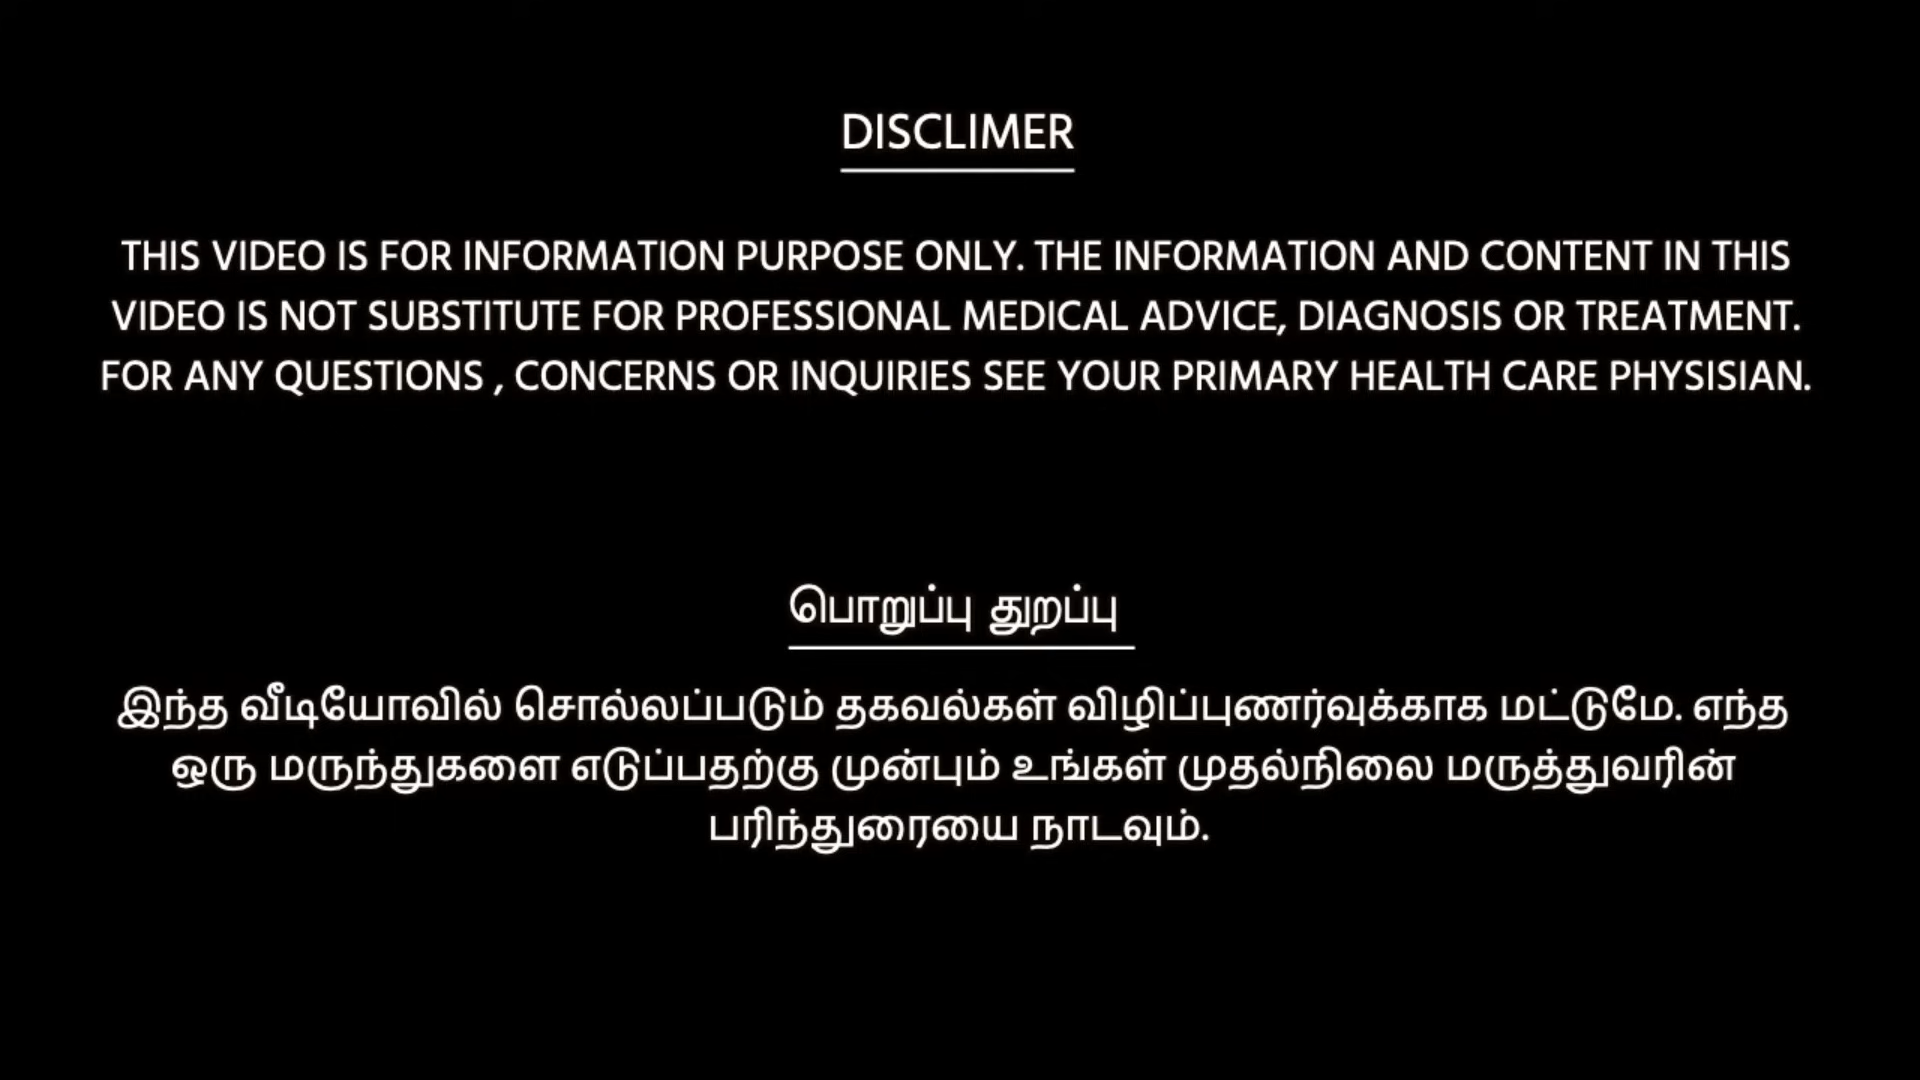 DISCLIMER
THIS VIDEO IS FOR INFORMATION PURPOSE ONLY. THE INFORMATION AND CONTENT IN THIS
VIDEO IS NOT SUBSTITUTE FOR PROFESSIONAL MEDICAL ADVICE, DIAGNOSIS OR TREATMENT.
FOR ANY QUESTIONS , CONCERNS OR INQUIRIES SEE YOUR PRIMARY HEALTH CARE PHYSISIAN.
பொறுப்பு துறப்பு
இந்த வீடியோவில் சொல்லப்படும் தகவல்கள் விழிப்புணர்வுக்காக மட்டுமே. எந்த
ஒரு மருந்துகளை எடுப்பதற்கு முன்பும் உங்கள் முதல்நிலை மருத்துவரின்
பரிந்துரையை நாடவும்.